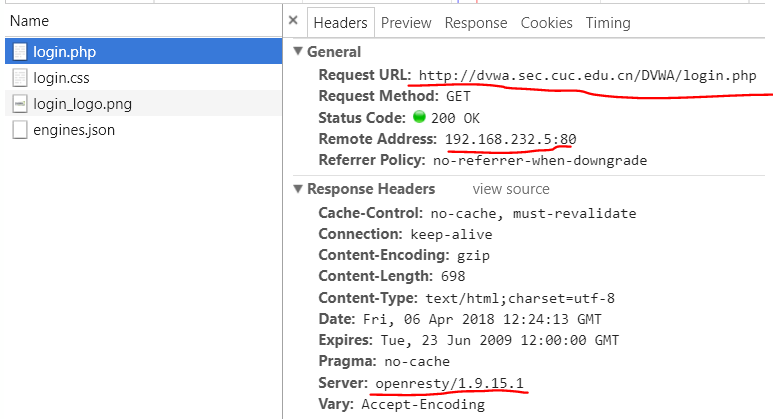 Name
login.php
login.css
login_logo.png
engines.json
× Headers Preview Response Cookies Timing
▼ General
Request URL: http://dvwa.sec.cuc.edu.cn/DVWA/login.php
Request Method: GET
Status Code: 200 OK
Remote Address: 192.168.232.5:80
Referrer Policy: no-referrer-when-downgrade
▼ Response Headers view source
Cache-Control: no-cache, must-revalidate
Connection: keep-alive
Content-Encoding: gzip
Content-Length: 698
Content-Type: text/html;charset=utf-8
Date: Fri, 06 Apr 2018 12:24:13 GMT
Expires: Tue, 23 Jun 2009 12:00:00 GMT
Pragma: no-cache
Server: openresty/1.9.15.1
Vary: Accept-Encoding